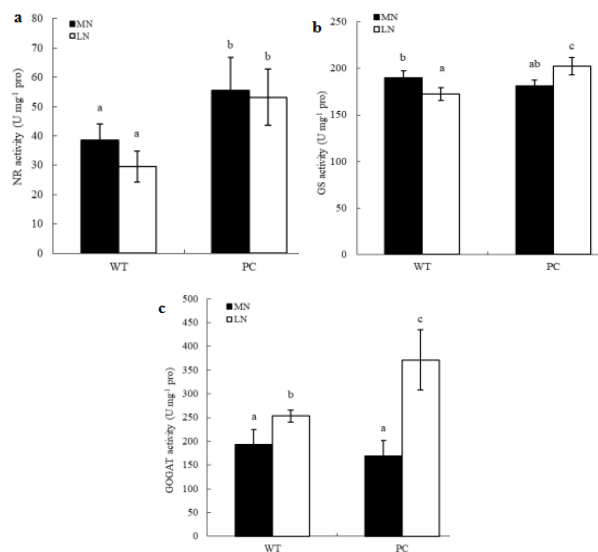 a
MN
LN
NR activity (U mg-1 pro)
80
70
60
50
40
30
20
10
0
a
a
b
b
WT
PC
b
MN
LN
GS activity (U mg-1 pro)
250
200
150
100
50
0
b
a
ab
c
WT
PC
c
MN
LN
GOGAT activity (U mg-1 pro)
500
450
400
350
300
250
200
150
100
50
0
a
b
a
c
WT
PC